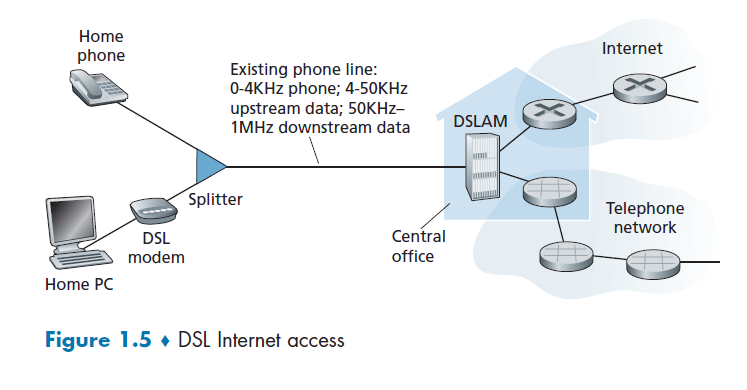 Home
phone
Existing phone line:
0-4KHz phone; 4-50KHz
upstream data; 50KHz–
1MHz downstream data
Internet
DSLAM
Splitter
DSL
modem
Home PC
Central
office
Telephone
network
Figure 1.5 ♦ DSL Internet access